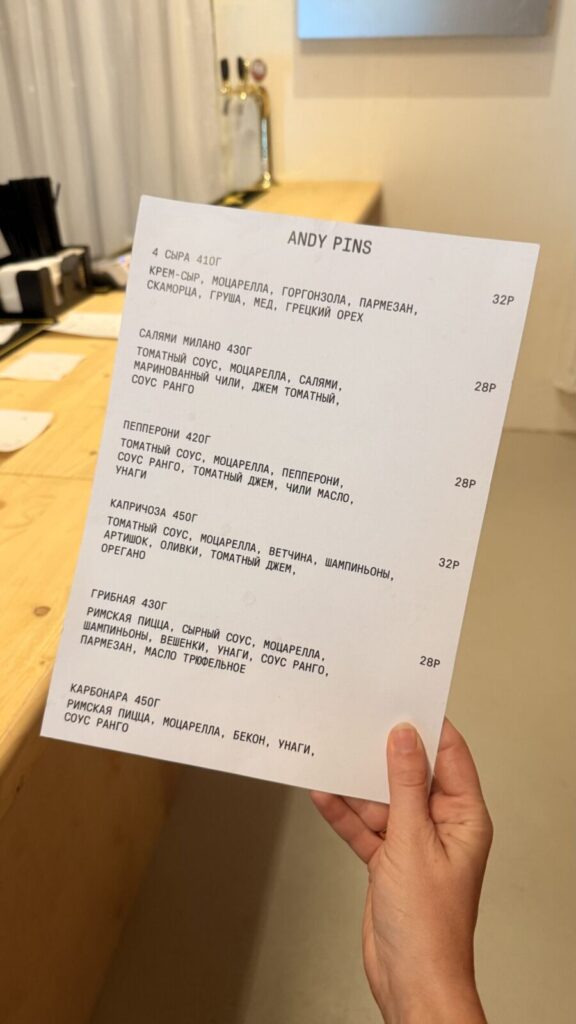 ANDY PINS
4 СЫРА 410Г
КРЕМ-СЫР, МОЦАРЕЛЛА, ГОРГОНЗОЛА, ПАРМЕЗАН,
СКАМОРЦА, ГРУША, МЕД, ГРЕЦКИЙ ОРЕХ
32Р
САЛЯМИ МИЛАНО 430Г
ТОМАТНЫЙ СОУС, МОЦАРЕЛЛА, САЛЯМИ,
МАРИНОВАННЫЙ ЧИЛИ, ДЖЕМ ТОМАТНЫЙ,
СОУС РАНГО
28Р
ПЕППЕРОНИ 420Г
ТОМАТНЫЙ СОУС, МОЦАРЕЛЛА, ПЕППЕРОНИ,
СОУС РАНГО, ТОМАТНЫЙ ДЖЕМ, ЧИЛИ МАСЛО,
УНАГИ
28Р
КАПРИЧОЗА 450Г
ТОМАТНЫЙ СОУС, МОЦАРЕЛЛА, ВЕТЧИНА, ШАМПИНЬОНЫ,
АРТИШОК, ОЛИВКИ, ТОМАТНЫЙ ДЖЕМ,
ОРЕГАНО
32Р
ГРИБНАЯ 430Г
РИМСКАЯ ПИЦЦА, СЫРНЫЙ СОУС, МОЦАРЕЛЛА,
ШАМПИНЬОНЫ, ВЕШЕНКИ, УНАГИ, СОУС РАНГО,
ПАРМЕЗАН, МАСЛО ТРЮФЕЛЬНОЕ
28Р
КАРБОНАРА 450Г
РИМСКАЯ ПИЦЦА, МОЦАРЕЛЛА, БЕКОН, УНАГИ,
СОУС РАНГО